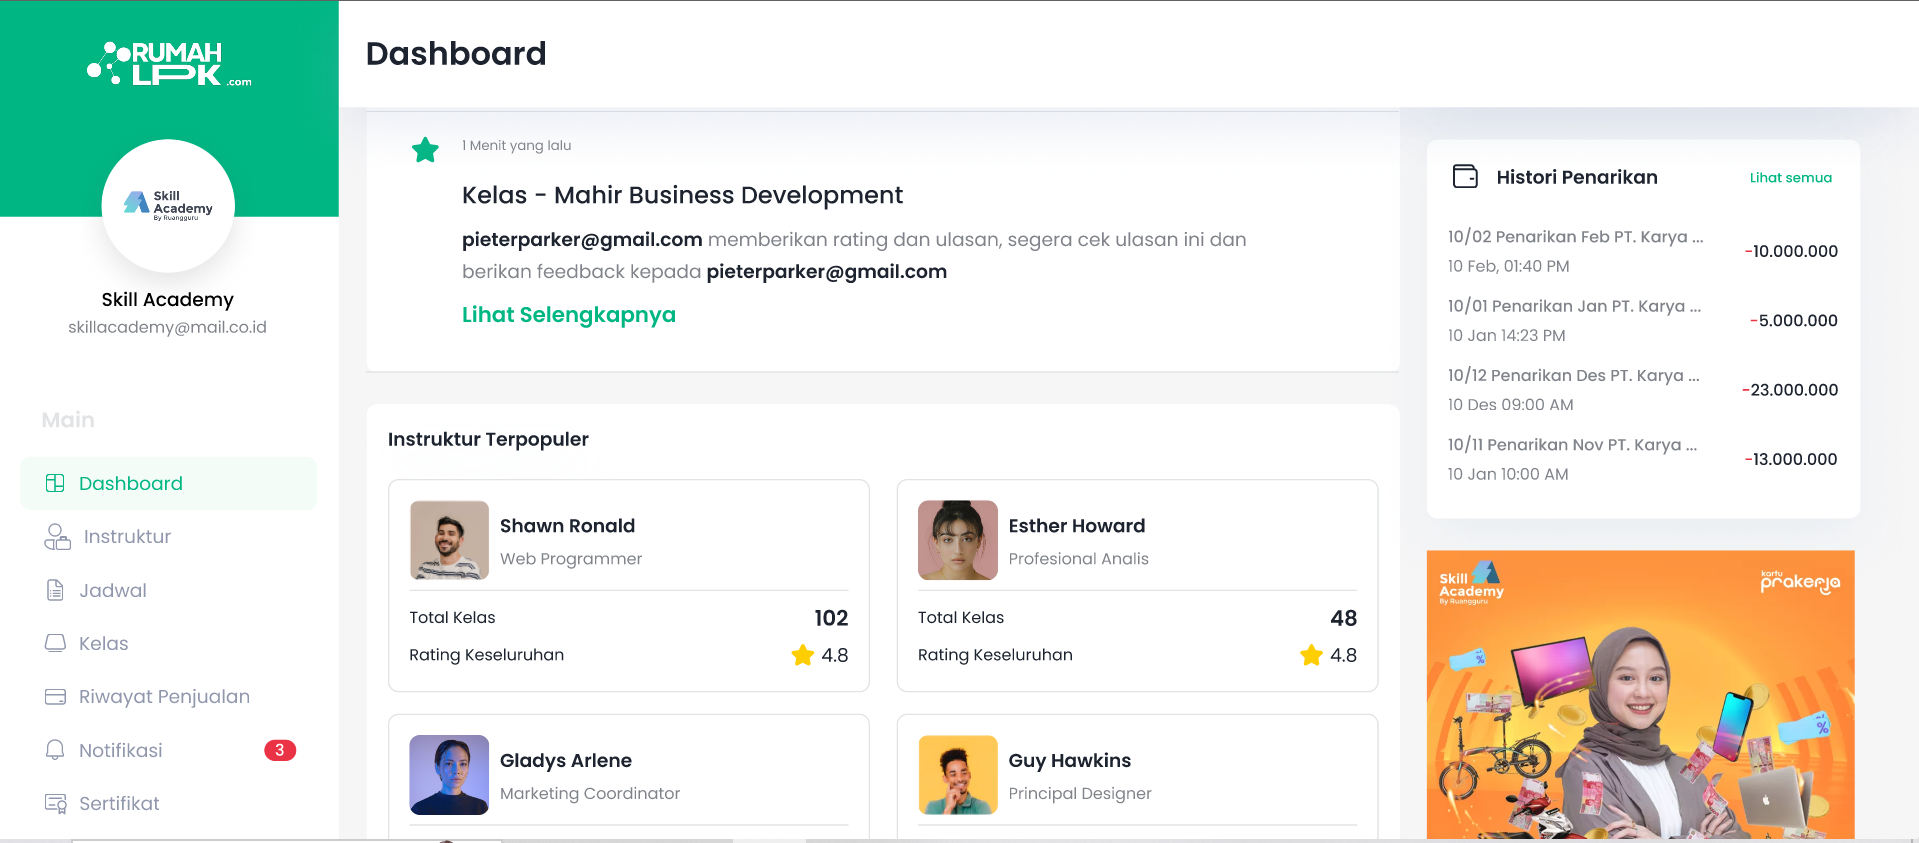 RUMAH
LPK.com
Skill
Academy
By Ruangguru
Skill Academy
skillacademy@mail.co.id
Main
Dashboard
Instruktur
Jadwal
Kelas
Riwayat Penjualan
Notifikasi 3
Sertifikat
Dashboard
1 Menit yang lalu
Kelas - Mahir Business Development
pieterparker@gmail.com memberikan rating dan ulasan, segera cek ulasan ini dan
berikan feedback kepada pieterparker@gmail.com
Lihat Selengkapnya
Instruktur Terpopuler
Shawn Ronald
Web Programmer
Total Kelas 102
Rating Keseluruhan 4.8
Esther Howard
Profesional Analis
Total Kelas 48
Rating Keseluruhan 4.8
Gladys Arlene
Marketing Coordinator
Guy Hawkins
Principal Designer
Histori Penarikan Lihat semua
10/02 Penarikan Feb PT. Karya ... -10.000.000
10 Feb, 01:40 PM
10/01 Penarikan Jan PT. Karya ... -5.000.000
10 Jan 14:23 PM
10/12 Penarikan Des PT. Karya ... -23.000.000
10 Des 09:00 AM
10/11 Penarikan Nov PT. Karya ... -13.000.000
10 Jan 10:00 AM
Skill
Academy
By Ruangguru
kartu
prakerja
%
%